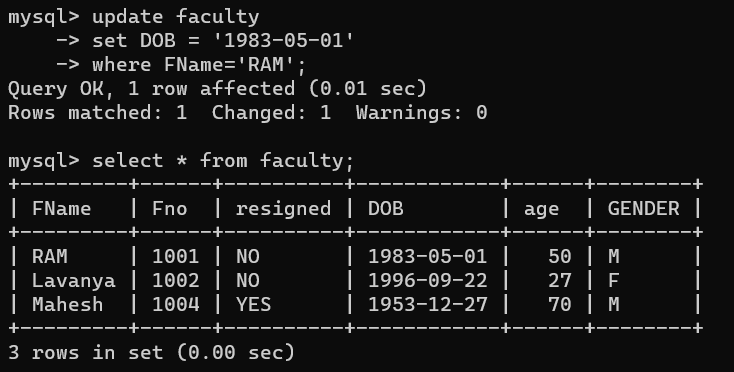 mysql> update faculty
    -> set DOB = '1983-05-01'
    -> where FName='RAM';
Query OK, 1 row affected (0.01 sec)
Rows matched: 1  Changed: 1  Warnings: 0

mysql> select * from faculty;
+---------+------+----------+------------+------+--------+
| FName   | Fno  | resigned | DOB        | age  | GENDER |
+---------+------+----------+------------+------+--------+
| RAM     | 1001 | NO       | 1983-05-01 |   50 | M      |
| Lavanya | 1002 | NO       | 1996-09-22 |   27 | F      |
| Mahesh  | 1004 | YES      | 1953-12-27 |   70 | M      |
+---------+------+----------+------------+------+--------+
3 rows in set (0.00 sec)